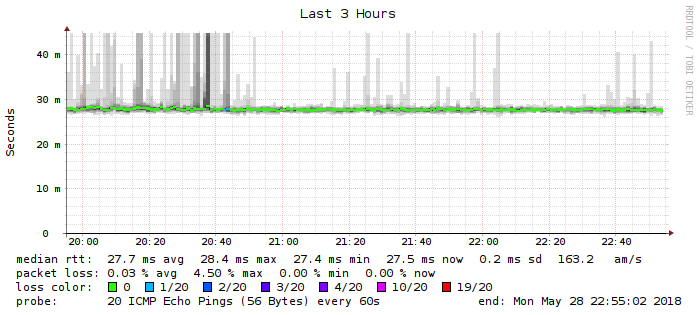 Last 3 Hours
RRDTOOL / TOBI OETIKER
Seconds
40 m
30 m
20 m
10 m
0
20:00 20:20 20:40 21:00 21:20 21:40 22:00 22:20 22:40
median rtt: 27.7 ms avg 28.4 ms max 27.4 ms min 27.5 ms now 0.2 ms sd 163.2 am/s
packet loss: 0.03 % avg 4.50 % max 0.00 % min 0.00 % now
loss color: 0 1/20 2/20 3/20 4/20 10/20 19/20
probe: 20 ICMP Echo Pings (56 Bytes) every 60s end: Mon May 28 22:55:02 2018